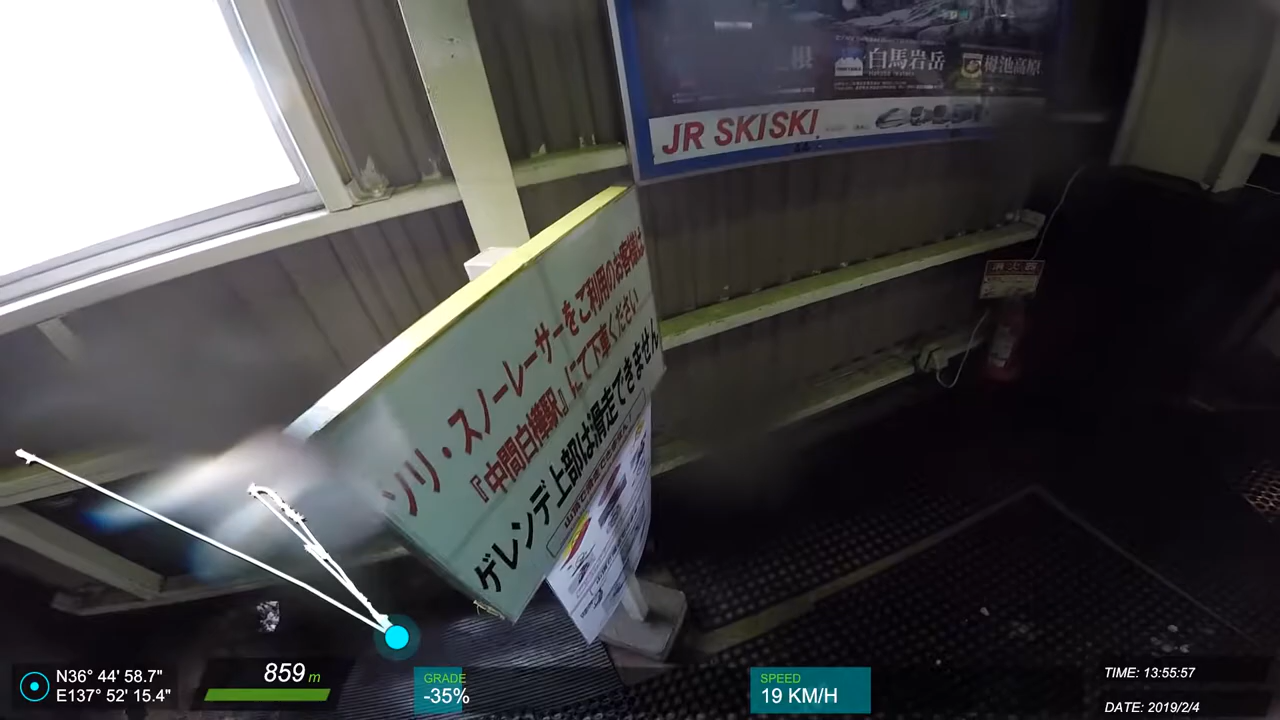 白馬岩岳
栂池高原
JR SKISKI
消火器
ソリ・スノーレーサーをご利用のお客様は
『中間白樺駅』にて下車ください
ゲレンデ上部は滑走できません
N36° 44' 58.7"
E137° 52' 15.4"
859 m
GRADE
-35%
SPEED
19 KM/H
TIME: 13:55:57
DATE: 2019/2/4